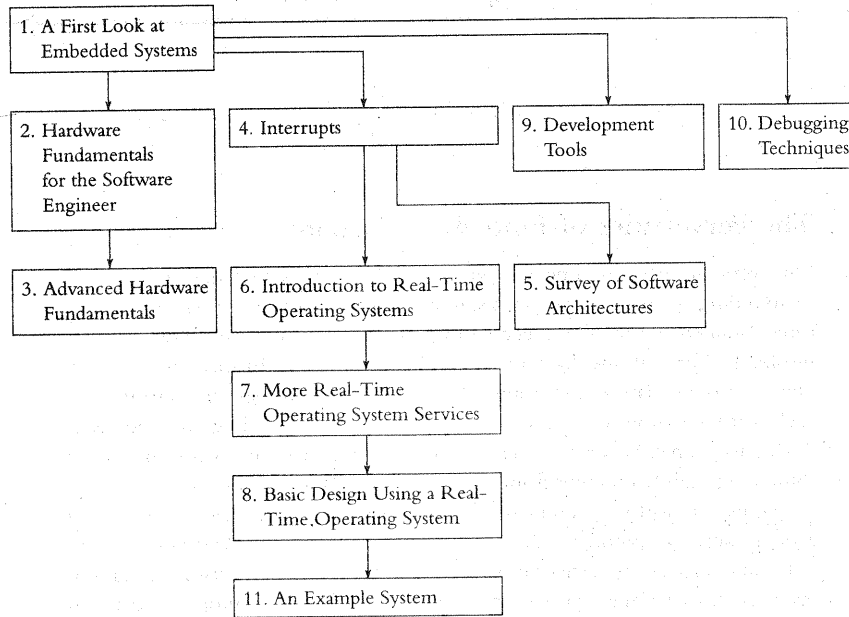 1. A First Look at
Embedded Systems
2. Hardware
Fundamentals
for the Software
Engineer
4. Interrupts
9. Development
Tools
10. Debugging
Techniques
3. Advanced Hardware
Fundamentals
6. Introduction to Real-Time
Operating Systems
5. Survey of Software
Architectures
7. More Real-Time
Operating System Services
8. Basic Design Using a Real-
Time Operating System
11. An Example System